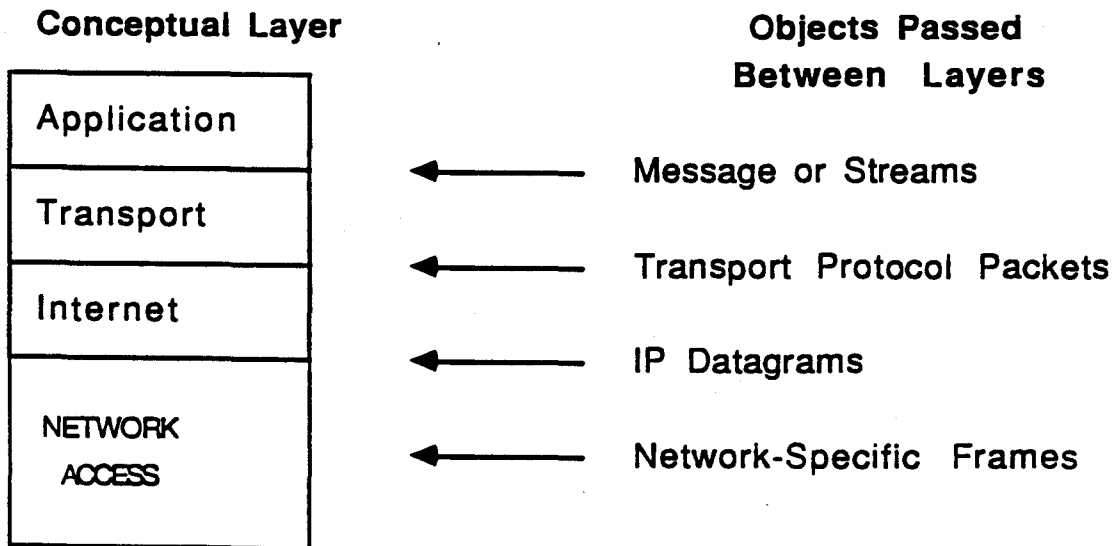 Conceptual Layer
Objects Passed
Between Layers
Application
Message or Streams
Transport
Transport Protocol Packets
Internet
IP Datagrams
NETWORK
ACCESS
Network-Specific Frames